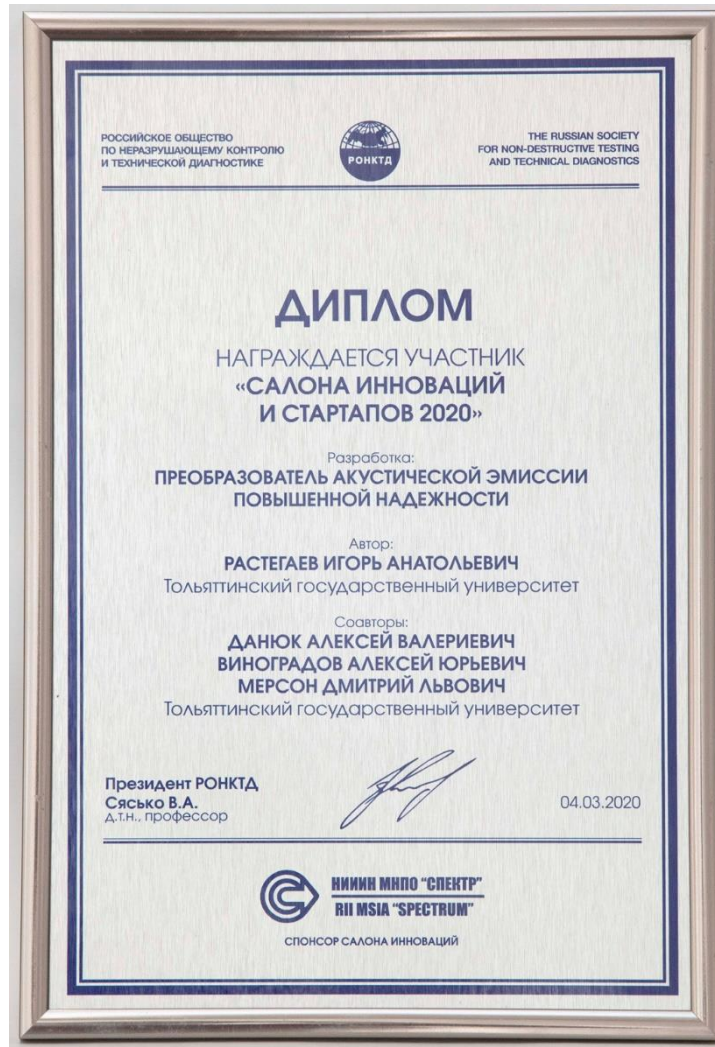 РОССИЙСКОЕ ОБЩЕСТВО
ПО НЕРАЗРУШАЮЩЕМУ КОНТРОЛЮ
И ТЕХНИЧЕСКОЙ ДИАГНОСТИКЕ
РОНКТД
THE RUSSIAN SOCIETY
FOR NON-DESTRUCTIVE TESTING
AND TECHNICAL DIAGNOSTICS
ДИПЛОМ
НАГРАЖДАЕТСЯ УЧАСТНИК
«САЛОНА ИННОВАЦИЙ
И СТАРТАПОВ 2020»
Разработка:
ПРЕОБРАЗОВАТЕЛЬ АКУСТИЧЕСКОЙ ЭМИССИИ
ПОВЫШЕННОЙ НАДЕЖНОСТИ
Автор:
РАСТЕГАЕВ ИГОРЬ АНАТОЛЬЕВИЧ
Тольяттинский государственный университет
Соавторы:
ДАНЮК АЛЕКСЕЙ ВАЛЕРИЕВИЧ
ВИНОГРАДОВ АЛЕКСЕЙ ЮРЬЕВИЧ
МЕРСОН ДМИТРИЙ ЛЬВОВИЧ
Тольяттинский государственный университет
Президент РОНКТД
Сясько В.А.
д.т.н., профессор
04.03.2020
НИИИН МНПО "СПЕКТР"
RII MSIA "SPECTRUM"
СПОНСОР САЛОНА ИННОВАЦИЙ